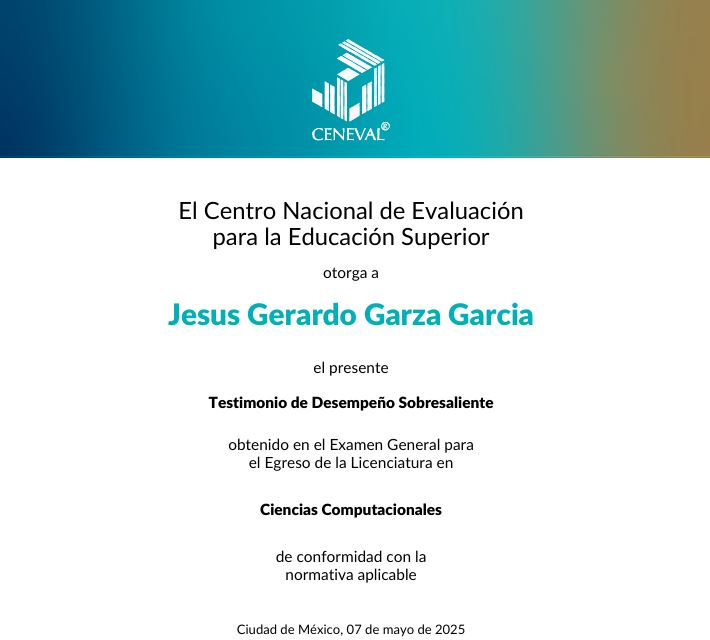 CENEVAL®
El Centro Nacional de Evaluación
para la Educación Superior
otorga a
Jesus Gerardo Garza Garcia
el presente
Testimonio de Desempeño Sobresaliente
obtenido en el Examen General para
el Egreso de la Licenciatura en
Ciencias Computacionales
de conformidad con la
normativa aplicable
Ciudad de México, 07 de mayo de 2025